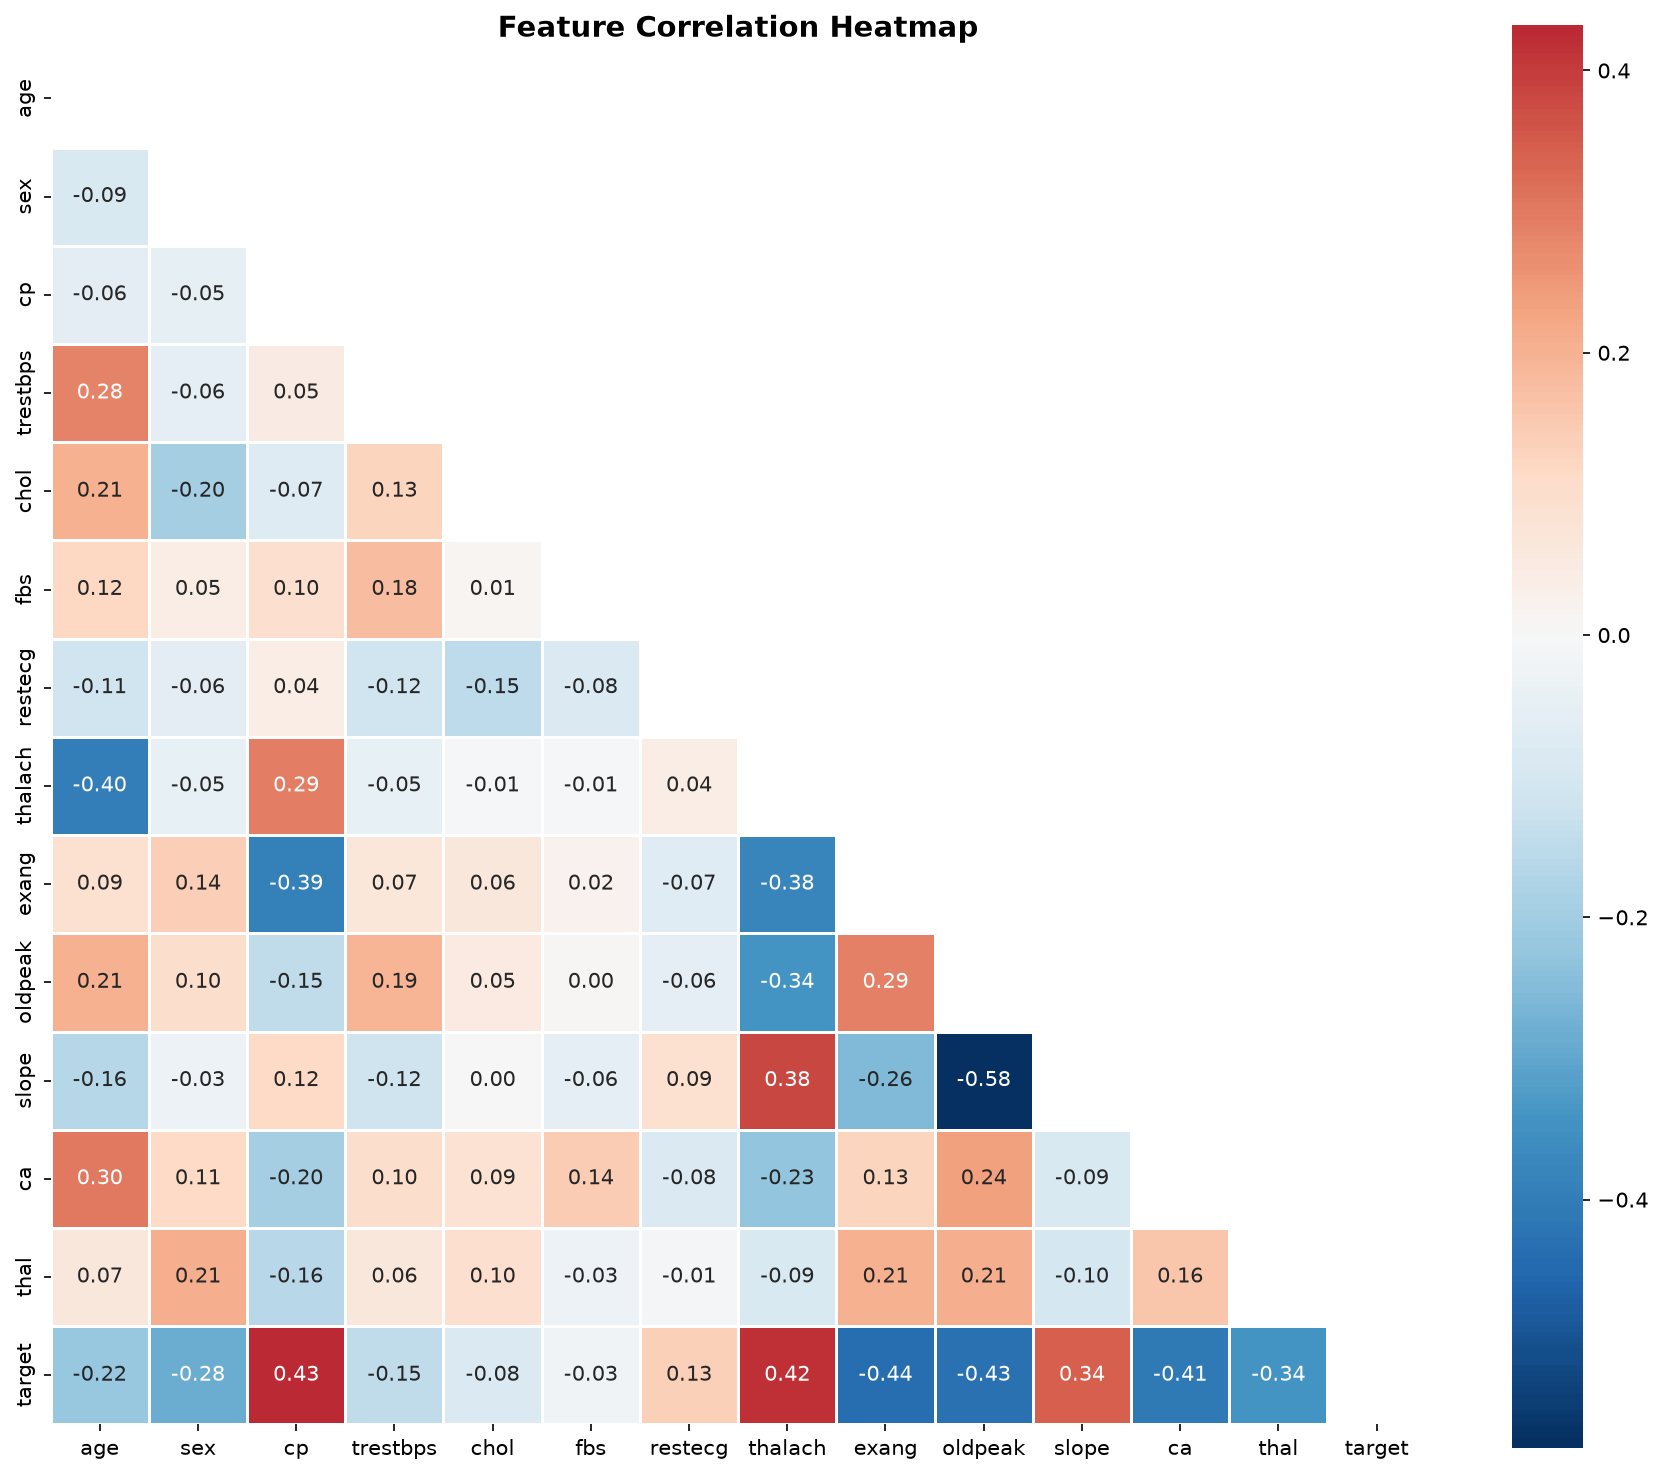 Feature Correlation Heatmap
age
sex -0.09
cp -0.06 -0.05
trestbps 0.28 -0.06 0.05
chol 0.21 -0.20 -0.07 0.13
fbs 0.12 0.05 0.10 0.18 0.01
restecg -0.11 -0.06 0.04 -0.12 -0.15 -0.08
thalach -0.40 -0.05 0.29 -0.05 -0.01 -0.01 0.04
exang 0.09 0.14 -0.39 0.07 0.06 0.02 -0.07 -0.38
oldpeak 0.21 0.10 -0.15 0.19 0.05 0.00 -0.06 -0.34 0.29
slope -0.16 -0.03 0.12 -0.12 0.00 -0.06 0.09 0.38 -0.26 -0.58
ca 0.30 0.11 -0.20 0.10 0.09 0.14 -0.08 -0.23 0.13 0.24 -0.09
thal 0.07 0.21 -0.16 0.06 0.10 -0.03 -0.01 -0.09 0.21 0.21 -0.10 0.16
target -0.22 -0.28 0.43 -0.15 -0.08 -0.03 0.13 0.42 -0.44 -0.43 0.34 -0.41 -0.34
age sex cp trestbps chol fbs restecg thalach exang oldpeak slope ca thal target
0.4
0.2
0.0
−0.2
−0.4